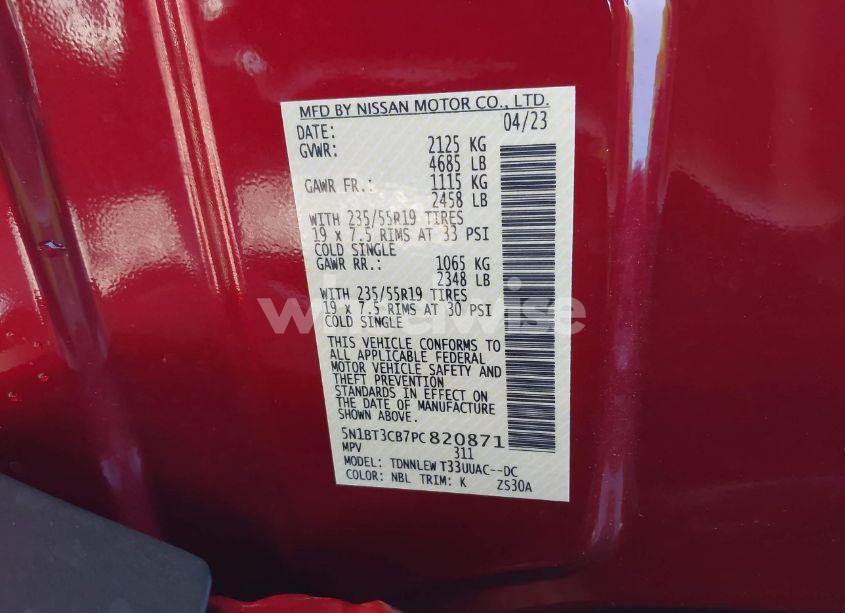 MFD BY NISSAN MOTOR CO., LTD.
DATE: 04/23
GVWR: 2125 KG
4685 LB
GAWR FR.: 1115 KG
2458 LB
WITH 235/55R19 TIRES
19 x 7.5 RIMS AT 33 PSI
COLD SINGLE
GAWR RR.: 1065 KG
2348 LB
WITH 235/55R19 TIRES
19 x 7.5 RIMS AT 30 PSI
COLD SINGLE
wiselwise
THIS VEHICLE CONFORMS TO
ALL APPLICABLE FEDERAL
MOTOR VEHICLE SAFETY AND
THEFT PREVENTION
STANDARDS IN EFFECT ON
THE DATE OF MANUFACTURE
SHOWN ABOVE.
5N1BT3CB7PC820871
MPV 311
MODEL: TDNNLEW T33UUAC--DC
COLOR: NBL TRIM: K ZS30A